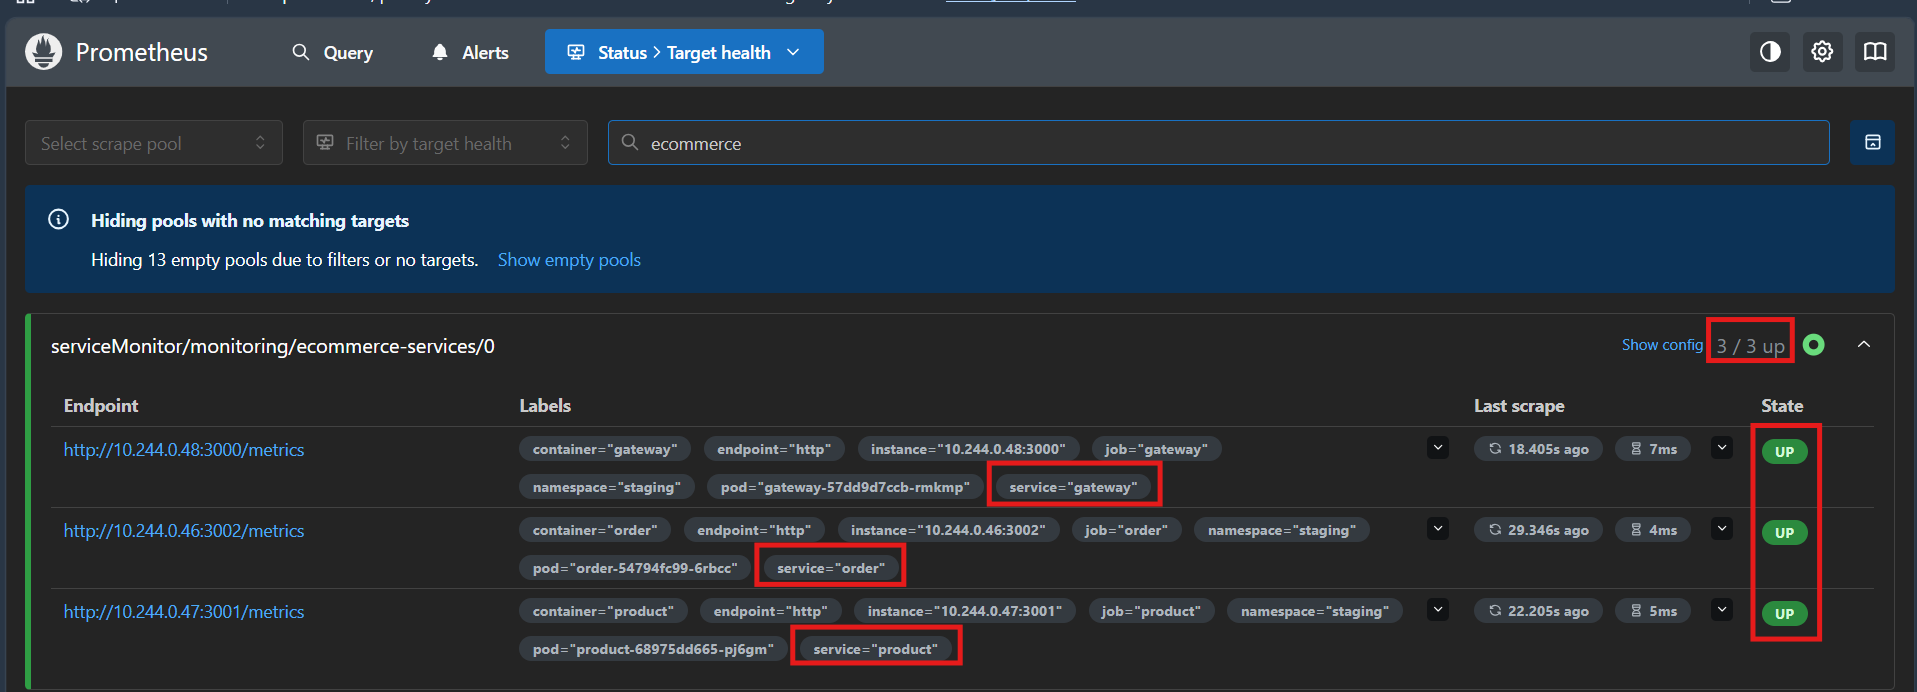 Prometheus
Query
Alerts
Status > Target health
Select scrape pool
Filter by target health
ecommerce
Hiding pools with no matching targets
Hiding 13 empty pools due to filters or no targets. Show empty pools
serviceMonitor/monitoring/ecommerce-services/0
Show config 3 / 3 up
Endpoint Labels Last scrape State
http://10.244.0.48:3000/metrics container="gateway" endpoint="http" instance="10.244.0.48:3000" job="gateway" 18.405s ago 7ms UP
namespace="staging" pod="gateway-57dd9d7ccb-rmkmp" service="gateway"
http://10.244.0.46:3002/metrics container="order" endpoint="http" instance="10.244.0.46:3002" job="order" namespace="staging" 29.346s ago 4ms UP
pod="order-54794fc99-6rbcc" service="order"
http://10.244.0.47:3001/metrics container="product" endpoint="http" instance="10.244.0.47:3001" job="product" namespace="staging" 22.205s ago 5ms UP
pod="product-68975dd665-pj6gm" service="product"